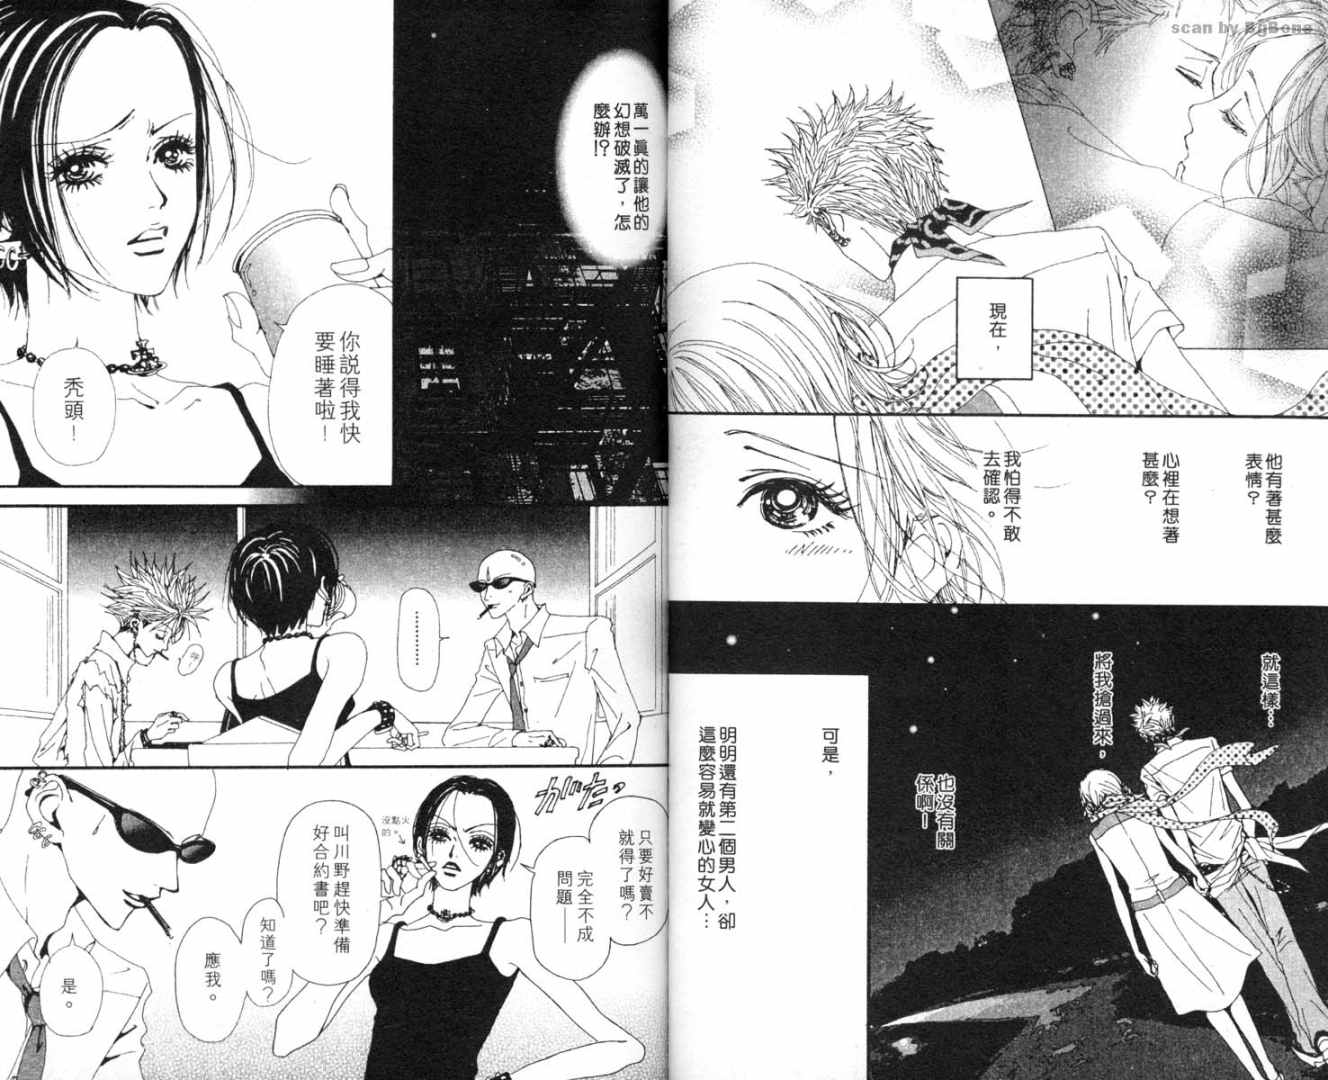 scan by BgBone
現在，
他有著甚麼
表情？
心裡在想著
甚麼？
我怕得不敢
去確認。
就這樣…
將我搶過來，
也沒有關
係啊！
可是，
明明還有第二個男人，卻
這麼容易就變心的女人…
萬一眞的讓他的
幻想破滅了，怎
麼辦!?
你說得我快
要睡著啦！
禿頭！
…………
ガバたっ
只要好賣不
就得了嗎？
完全不成
問題——
沒點火
的。
叫川野趕快準備
好合約書吧？
知道了嗎？
應我。
是。